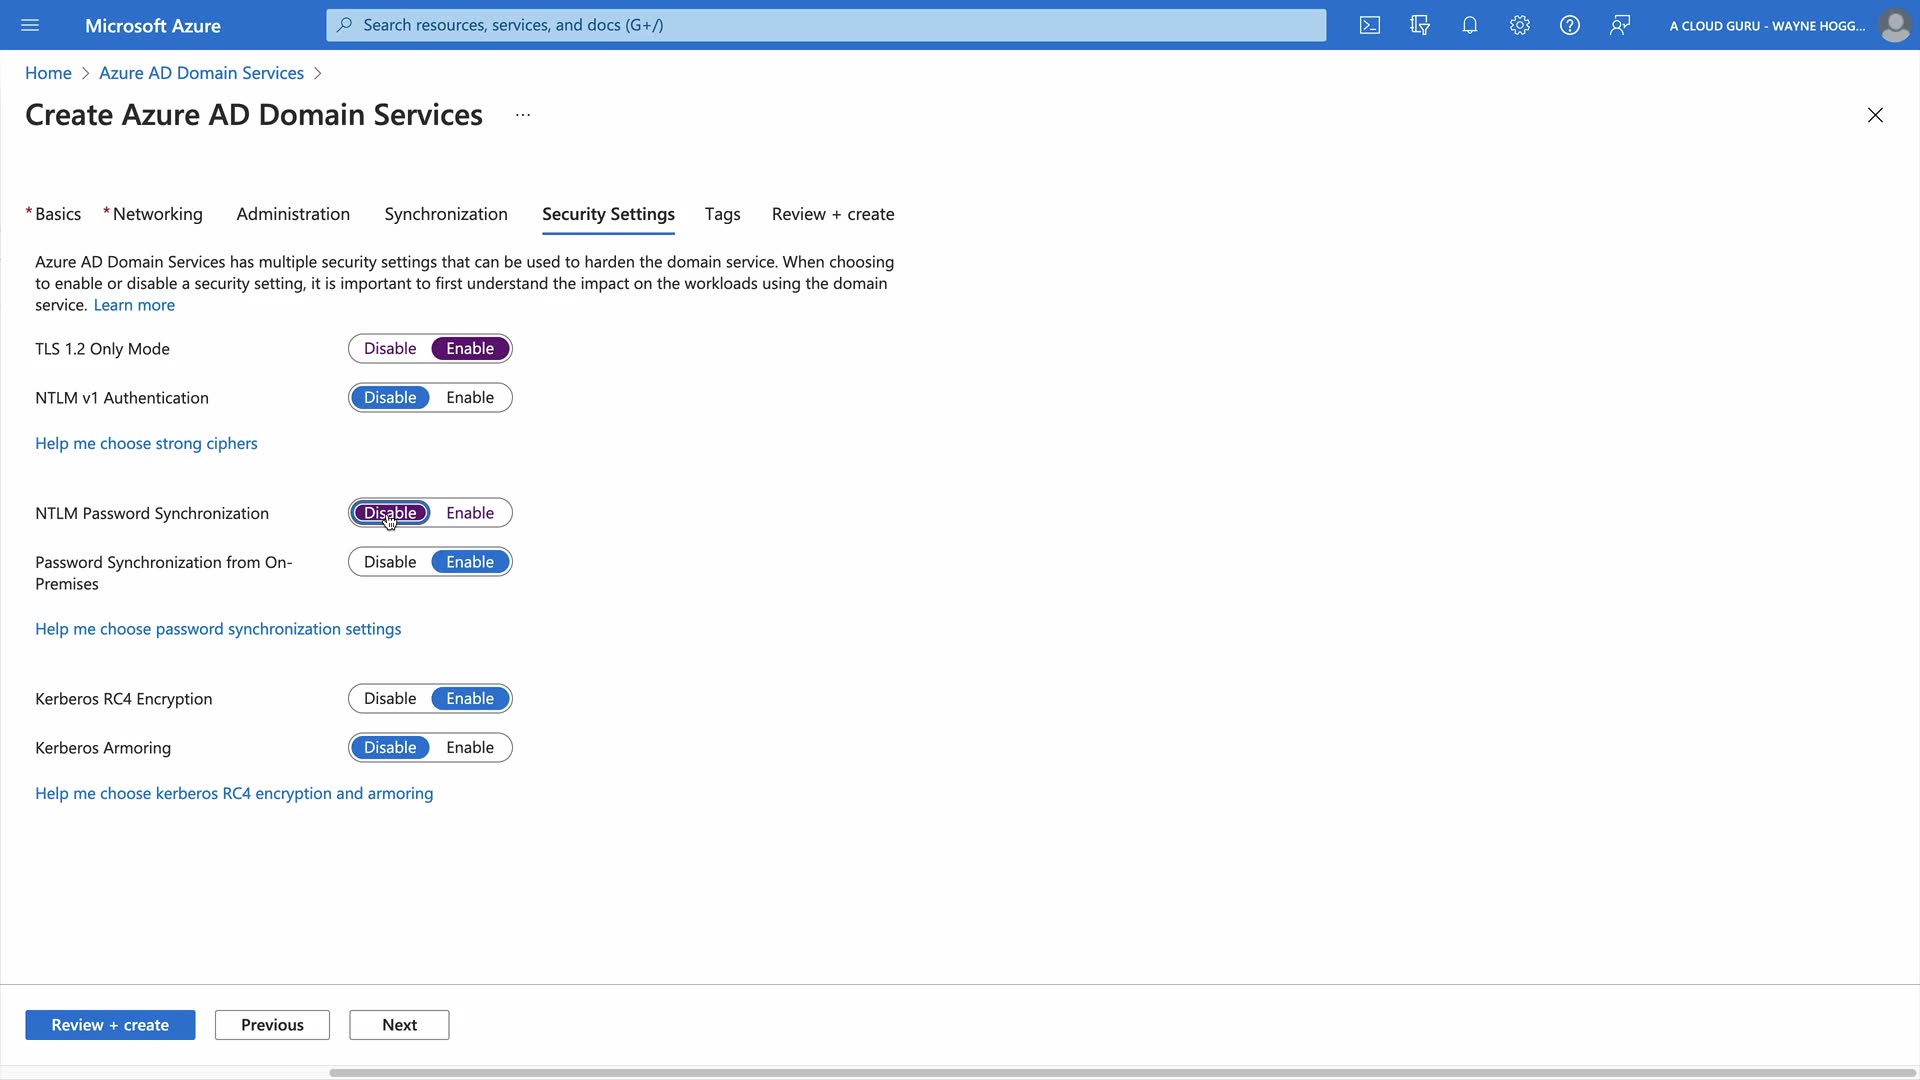 Microsoft Azure
Search resources, services, and docs (G+/)
A CLOUD GURU - WAYNE HOGG...
Home > Azure AD Domain Services >
Create Azure AD Domain Services ...
* Basics * Networking Administration Synchronization Security Settings Tags Review + create
Azure AD Domain Services has multiple security settings that can be used to harden the domain service. When choosing
to enable or disable a security setting, it is important to first understand the impact on the workloads using the domain
service. Learn more
TLS 1.2 Only Mode Disable Enable
NTLM v1 Authentication Disable Enable
Help me choose strong ciphers
NTLM Password Synchronization Disable Enable
Password Synchronization from On-
Premises
Disable Enable
Help me choose password synchronization settings
Kerberos RC4 Encryption Disable Enable
Kerberos Armoring Disable Enable
Help me choose kerberos RC4 encryption and armoring
Review + create Previous Next